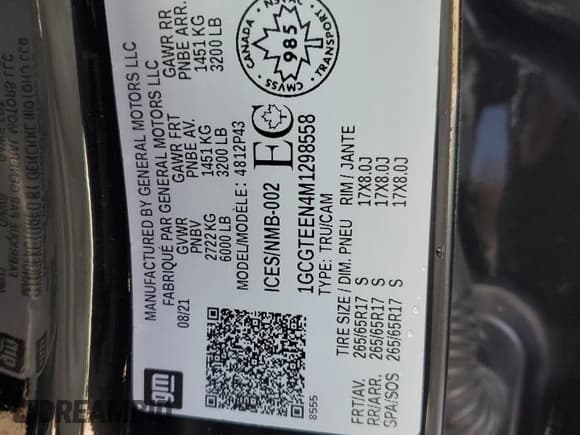 MANUFACTURED BY GENERAL MOTORS LLC
FABRIQUÉ PAR GENERAL MOTORS LLC
08/21 GVWR GAWR FRT GAWR RR
PNBV PNBE AV. PNBE ARR.
2722 KG 1451 KG 1451 KG
6000 LB 3200 LB 3200 LB
MODEL/MODÈLE: 4812P43
ICES/NMB-002 EC
CANADA
985
CMVSS TRANSPORT
1GCGTEEN4M1298558
TYPE: TRU/CAM
TIRE SIZE / DIM. PNEU RIM / JANTE
FRT/AV. 265/65R17 S 17X8.0J
RR/ARR. 265/65R17 S 17X8.0J
SPA/SOS 265/65R17 S 17X8.0J
gm
8555